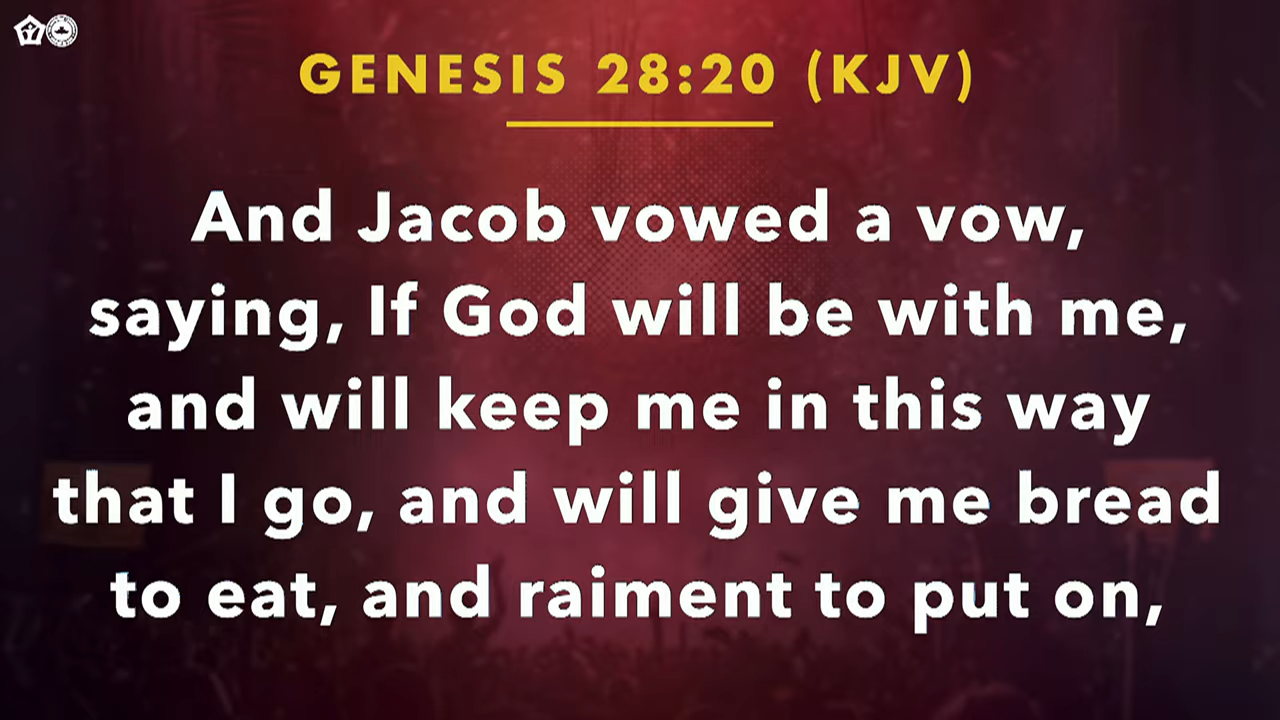 GENESIS 28:20 (KJV)
And Jacob vowed a vow,
saying, If God will be with me,
and will keep me in this way
that I go, and will give me bread
to eat, and raiment to put on,